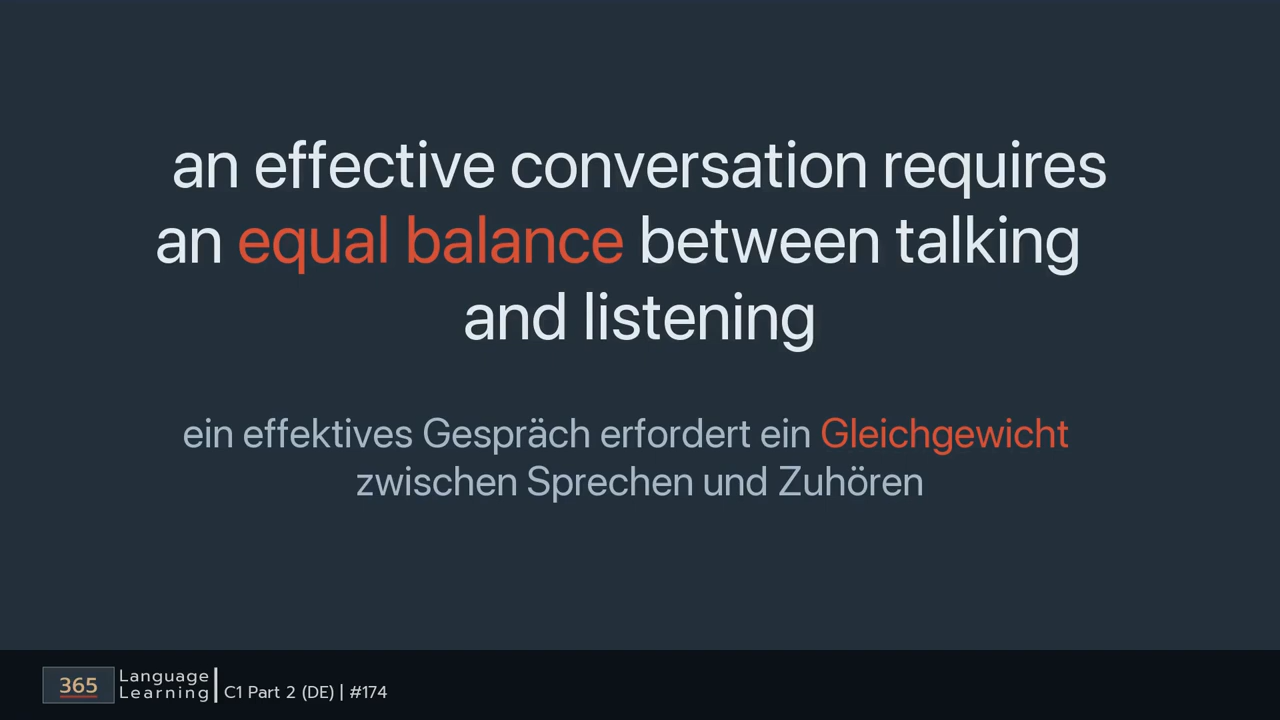 an effective conversation requires
an equal balance between talking
and listening
ein effektives Gespräch erfordert ein Gleichgewicht
zwischen Sprechen und Zuhören
365
Language
Learning
C1 Part 2 (DE) | #174